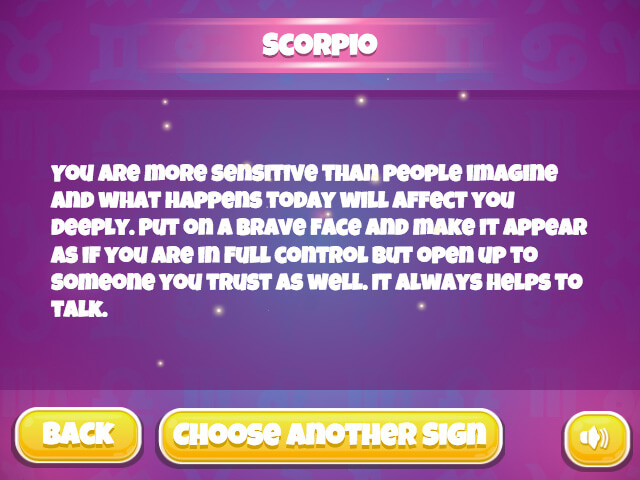 SCORPIO
You are more sensitive than people imagine
and what happens today will affect you
deeply. Put on a brave face and make it appear
as if you are in full control but open up to
someone you trust as well. It always helps to
talk.
BACK
CHOOSE ANOTHER SIGN